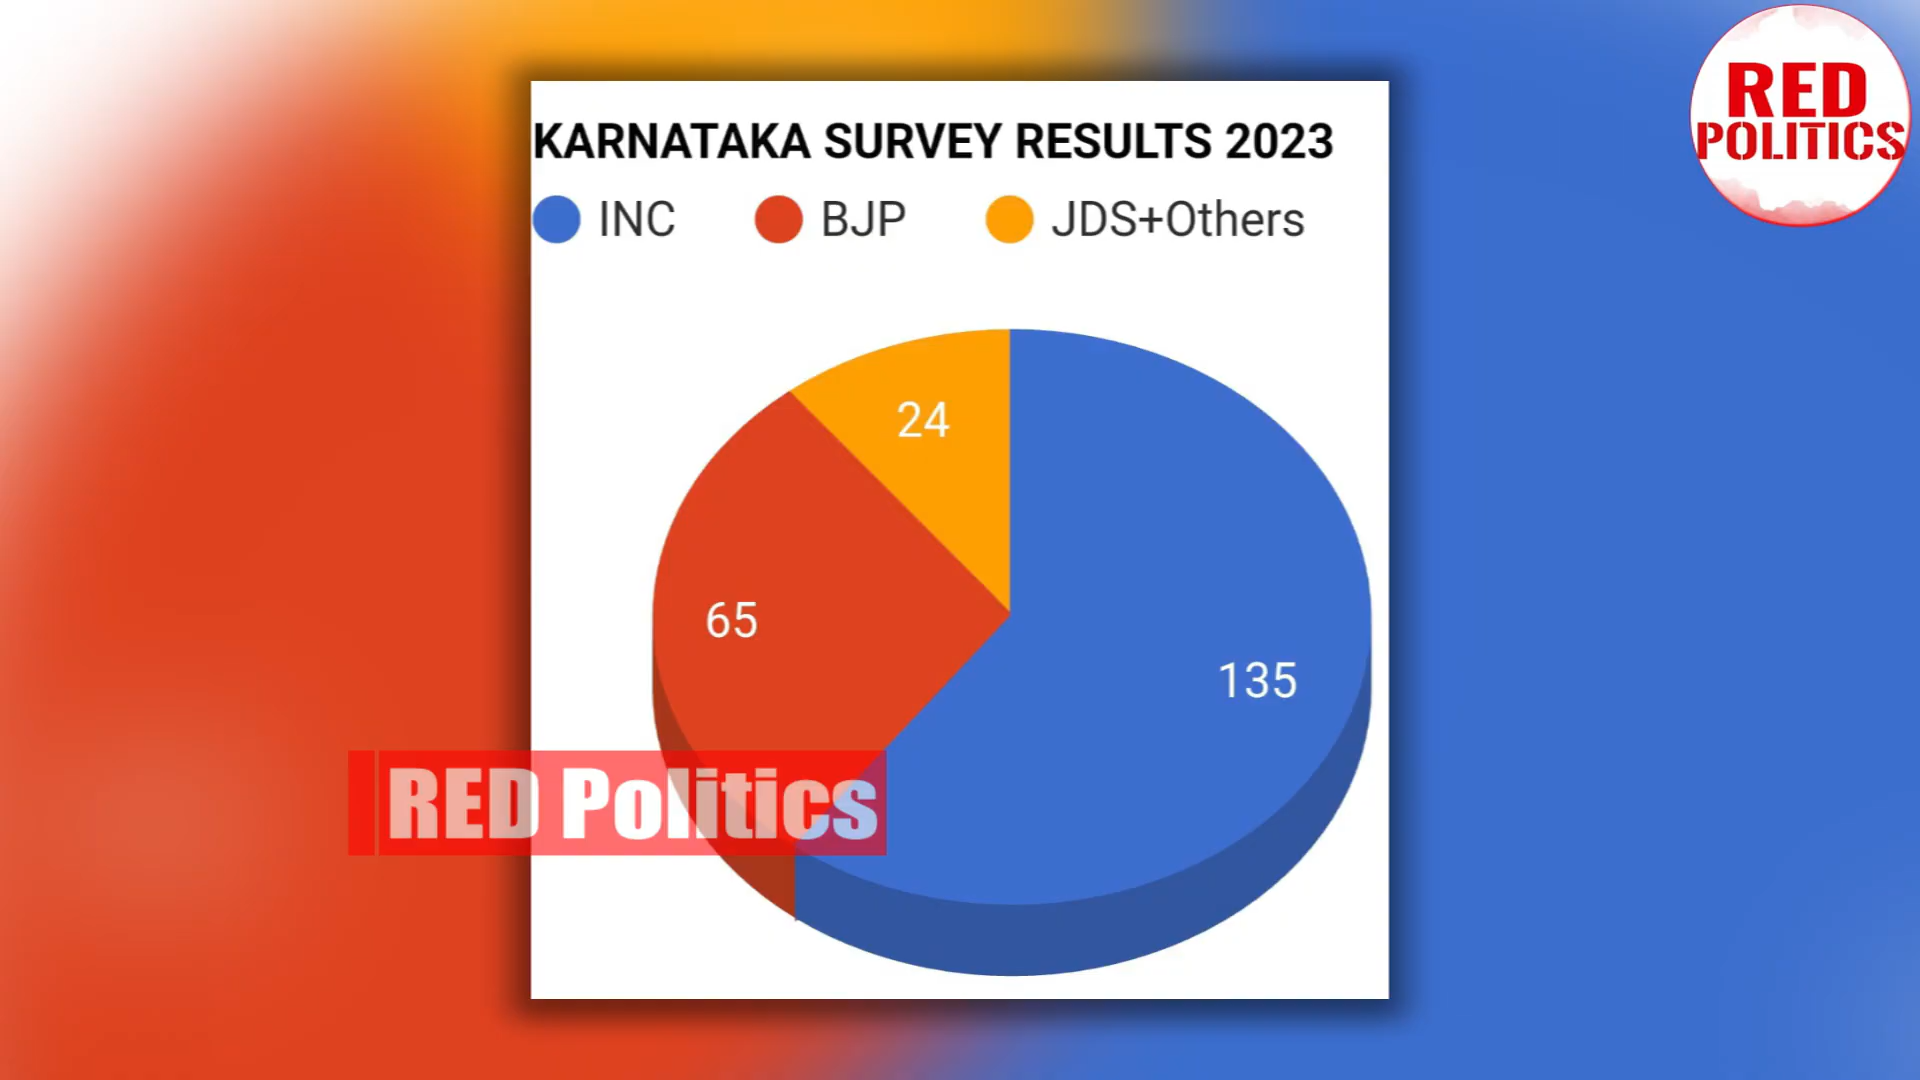 KARNATAKA SURVEY RESULTS 2023
INC BJP JDS+Others
24
65
135
RED Politics
RED
POLITICS